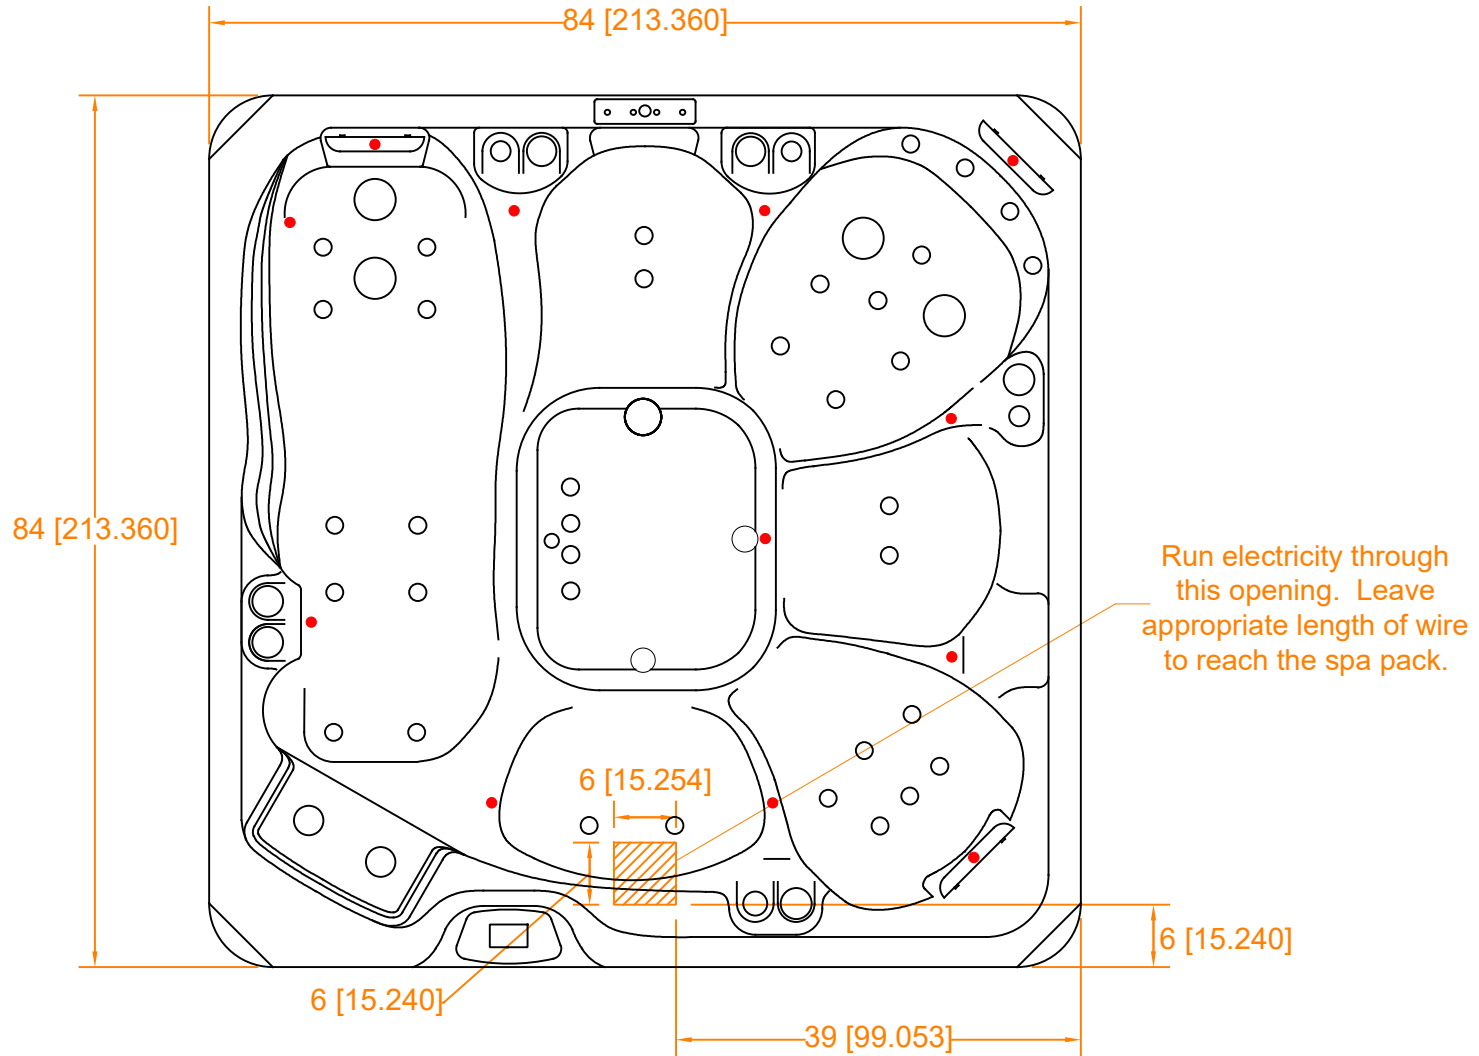 84 [213.360]
84 [213.360]
Run electricity through
this opening.  Leave
appropriate length of wire
to reach the spa pack.
6 [15.254]
6 [15.240]
6 [15.240]
39 [99.053]